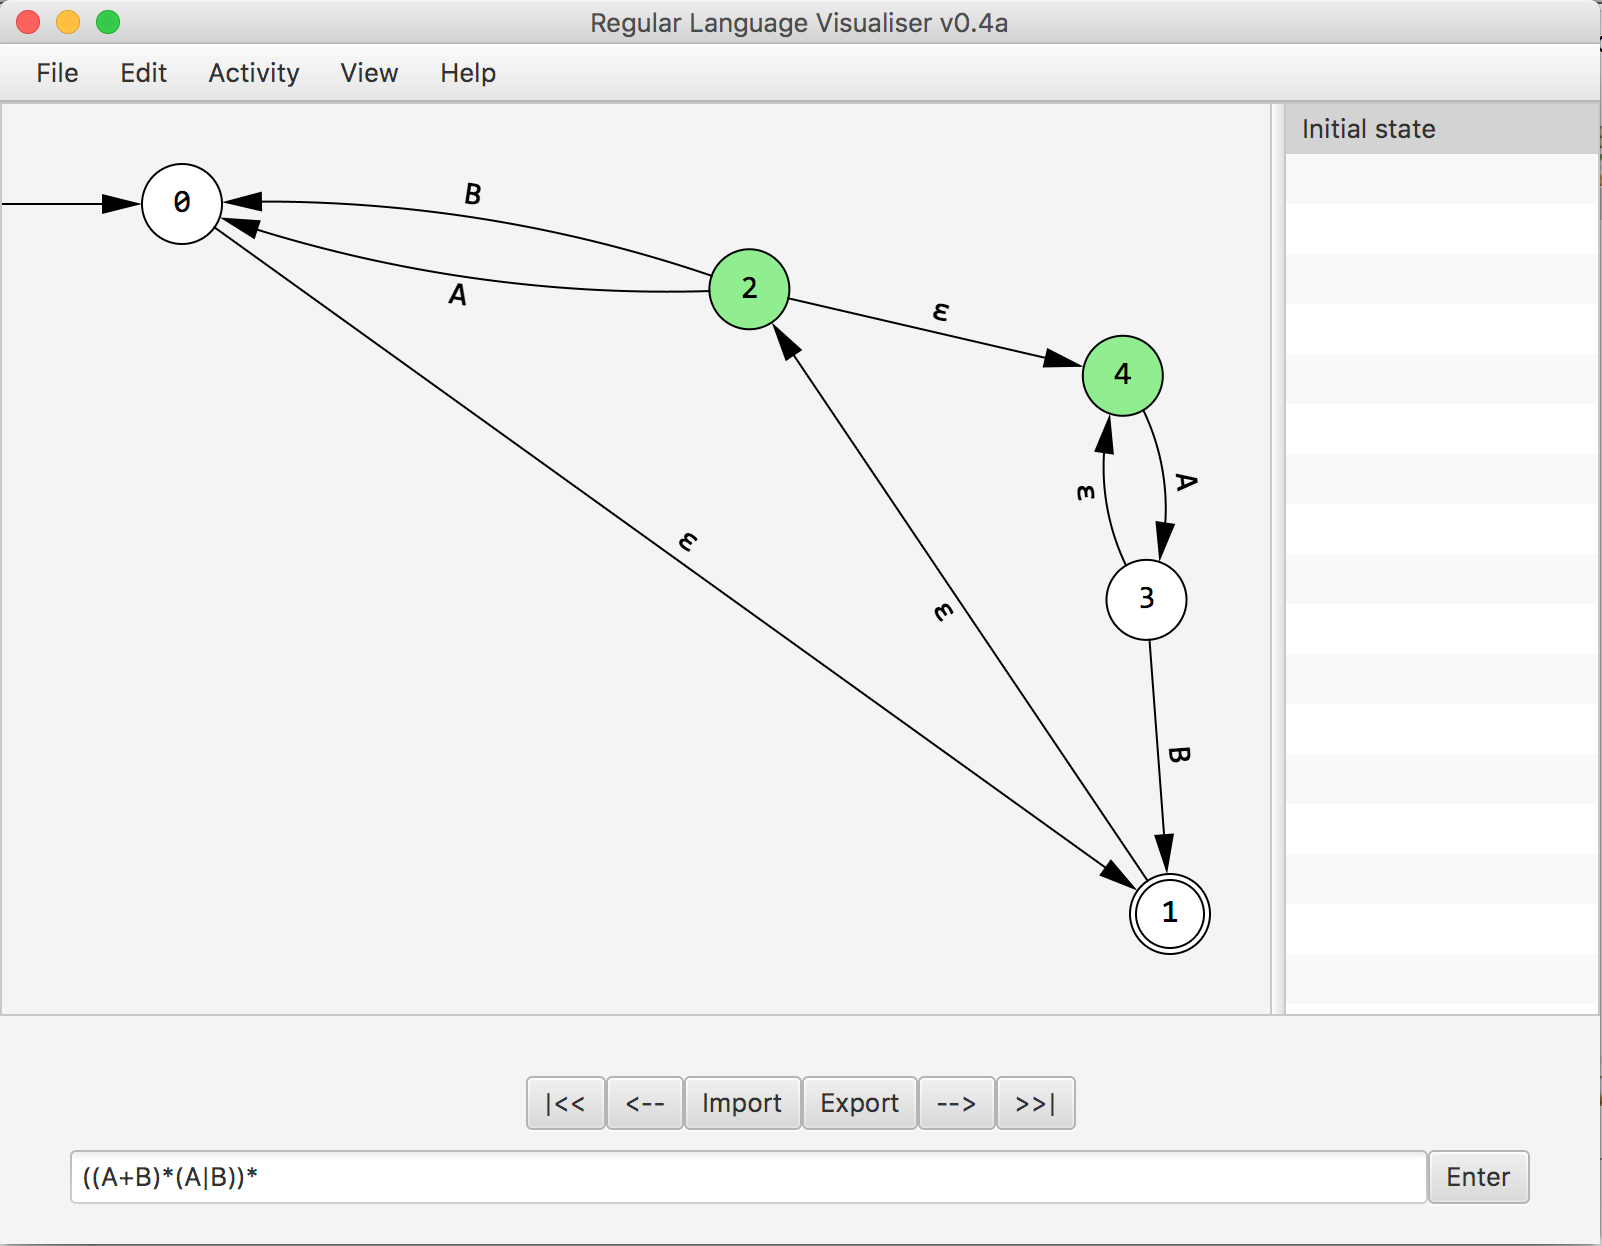 Regular Language Visualiser v0.4a
File Edit Activity View Help
Initial state
0
B
A
2
ε
4
ε
A
3
ε
ε
B
1
|<< <-- Import Export --> >>|
((A+B)*(A|B))* Enter